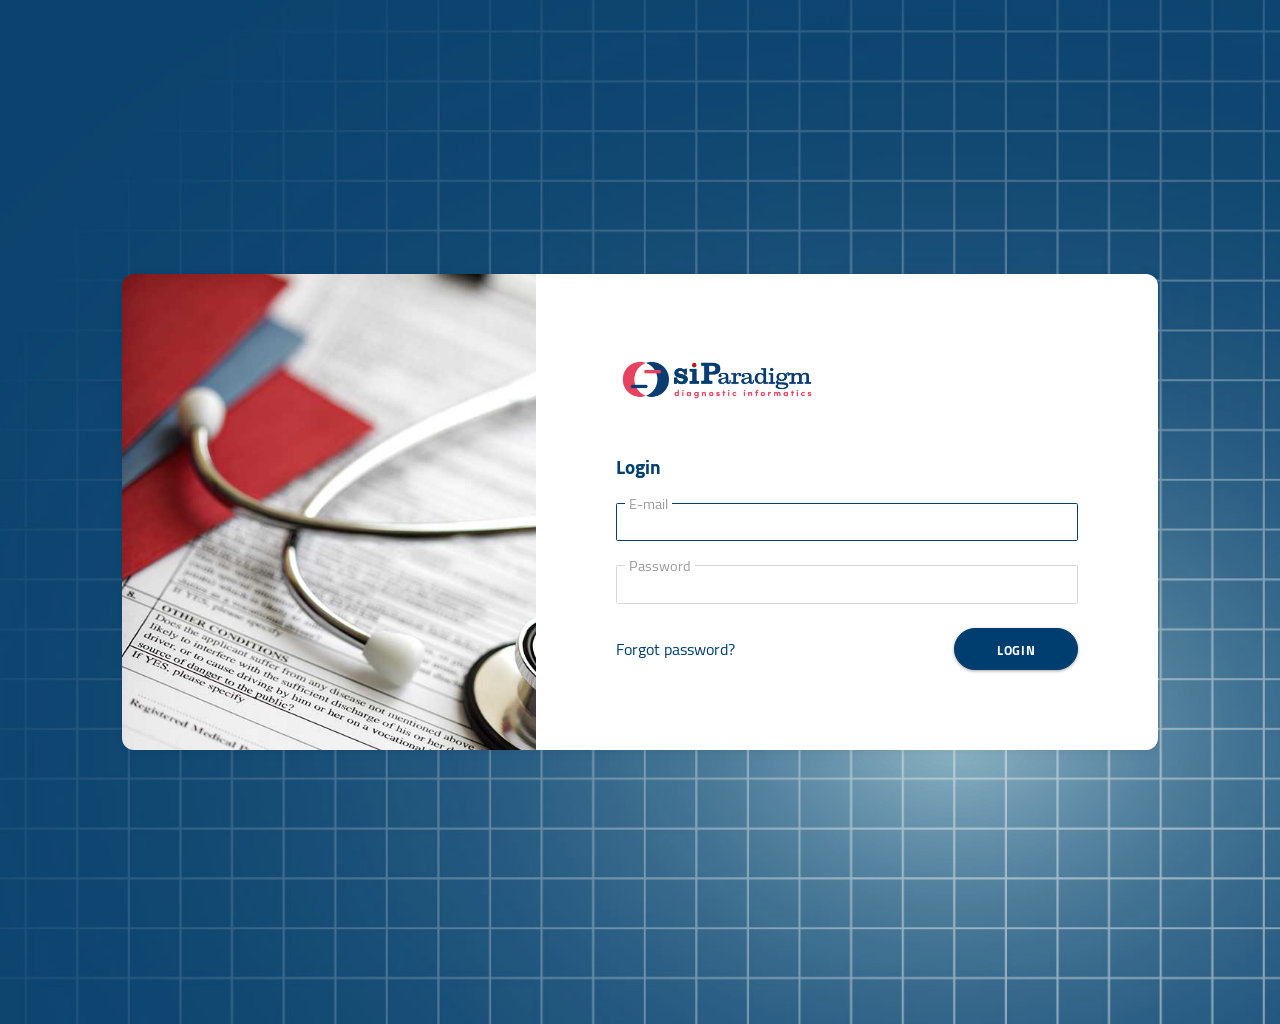 siParadigm
diagnostic informatics
Login
E-mail
Password
Forgot password?
LOGIN
8.
OTHER CONDITIONS
Does the applicant suffer from any disease not mentioned above
likely to interfere with the sufficient discharge of his or her
driver, or to cause driving by him or her on a vocational
source of danger to the public?
If YES, please specify
Registered Medical